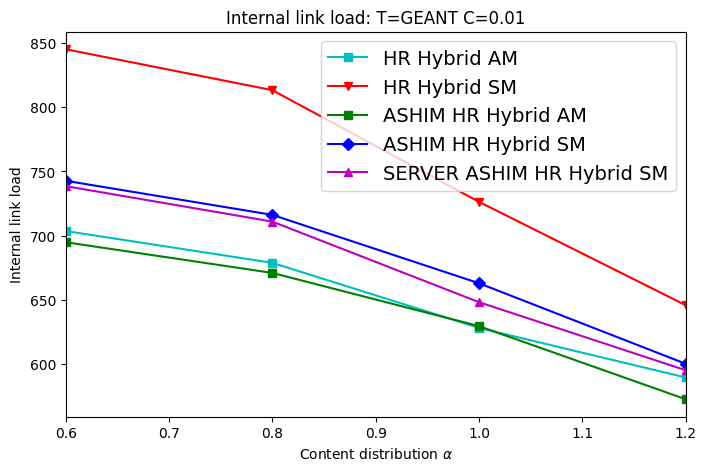 Internal link load: T=GEANT C=0.01
850
800
750
700
650
600
Internal link load
HR Hybrid AM
HR Hybrid SM
ASHIM HR Hybrid AM
ASHIM HR Hybrid SM
SERVER ASHIM HR Hybrid SM
0.6 0.7 0.8 0.9 1.0 1.1 1.2
Content distribution α